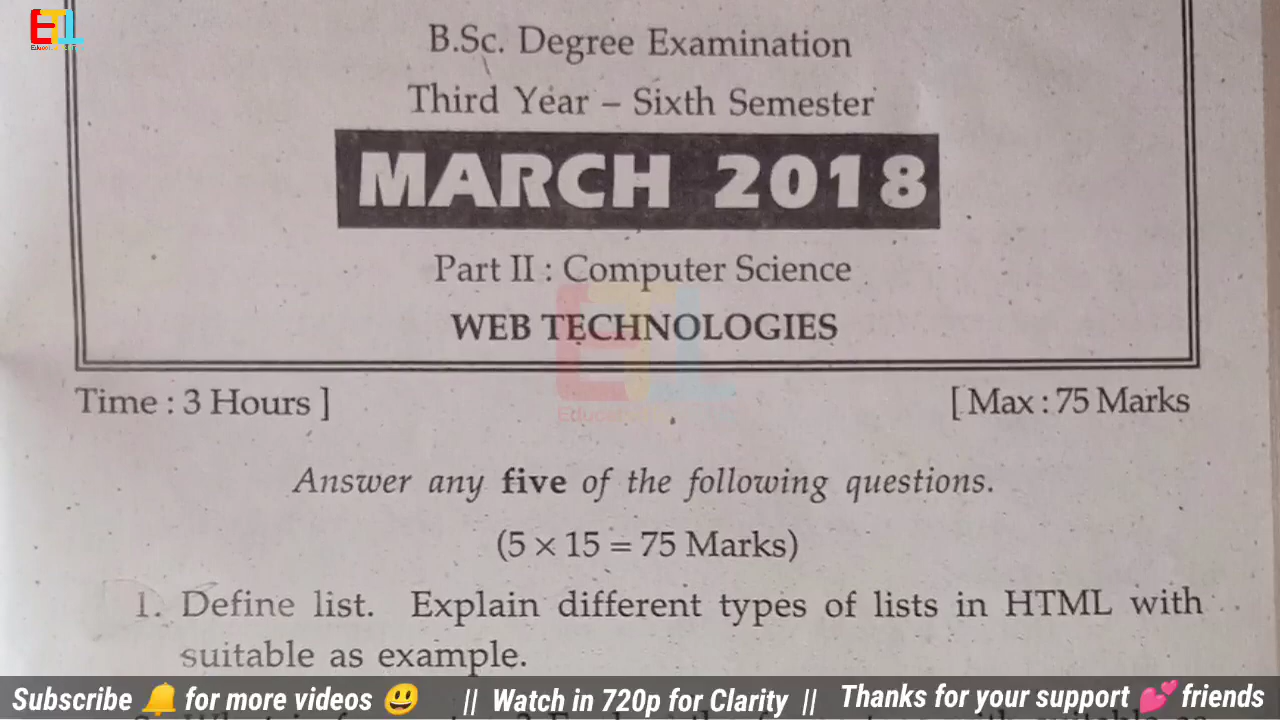 ETL
B.Sc. Degree Examination
Third Year – Sixth Semester
MARCH 2018
Part II : Computer Science
WEB TECHNOLOGIES
Time : 3 Hours ]
[ Max : 75 Marks
Answer any five of the following questions.
(5 × 15 = 75 Marks)
1. Define list. Explain different types of lists in HTML with
suitable as example.
Subscribe 🔔 for more videos 😃 || Watch in 720p for Clarity || Thanks for your support 💕 friends